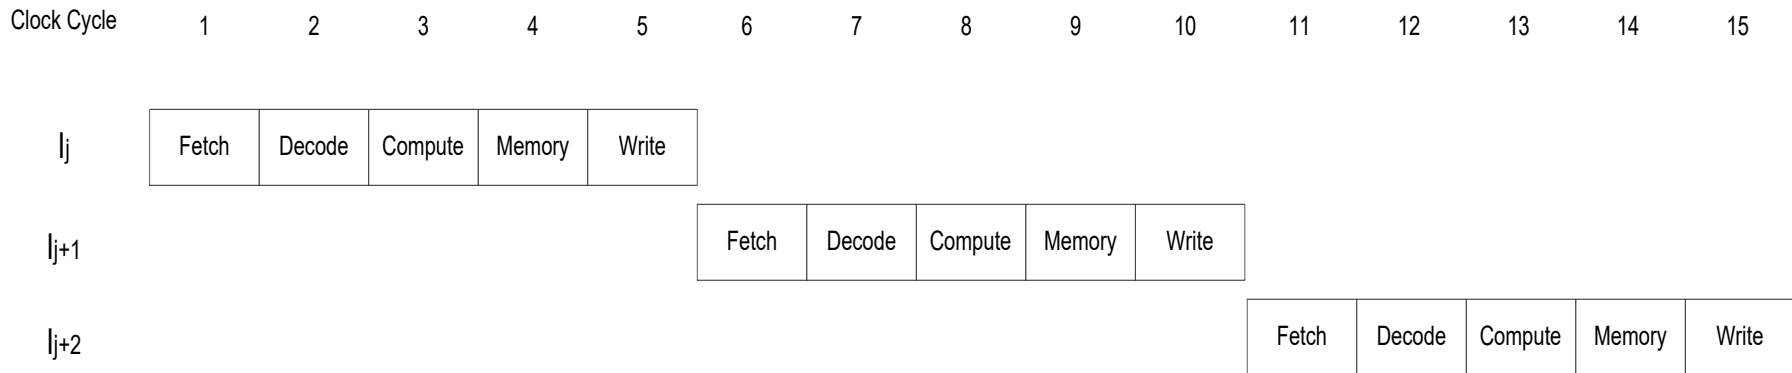 Clock Cycle 1 2 3 4 5 6 7 8 9 10 11 12 13 14 15
Ij Fetch Decode Compute Memory Write
Ij+1 Fetch Decode Compute Memory Write
Ij+2 Fetch Decode Compute Memory Write